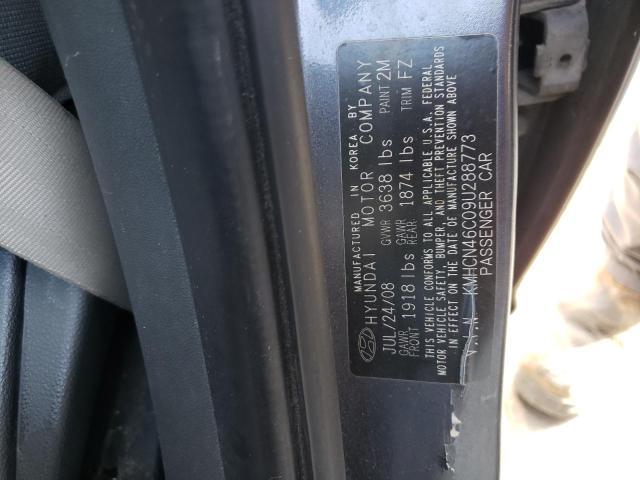 MANUFACTURED IN KOREA BY
HYUNDAI MOTOR COMPANY
JUL/24/08 GVWR 3638 lbs PAINT 2M
GAWR FRONT 1918 lbs GAWR REAR 1874 lbs TRIM FZ
THIS VEHICLE CONFORMS TO ALL APPLICABLE U.S.A. FEDERAL
MOTOR VEHICLE SAFETY, BUMPER, AND THEFT PREVENTION STANDARDS
IN EFFECT ON THE DATE OF MANUFACTURE SHOWN ABOVE
V.I.N KMHCN46C09U288773
PASSENGER CAR